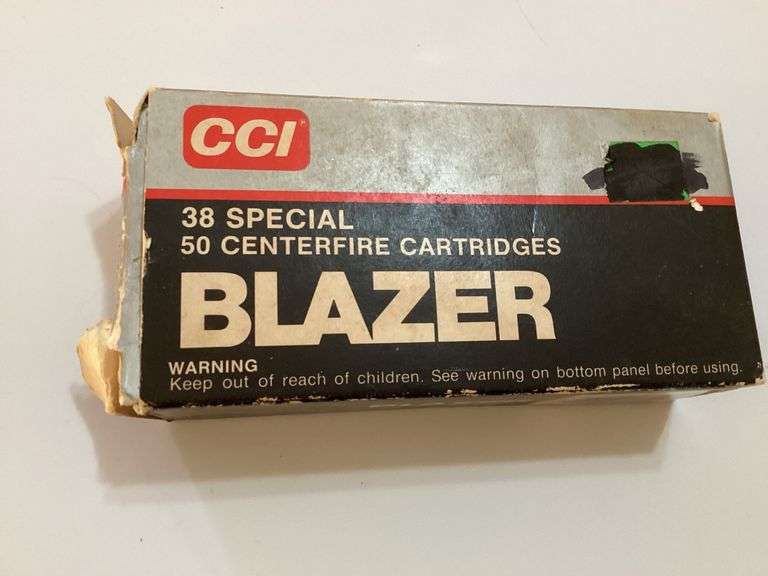 CCI®
38 SPECIAL
50 CENTERFIRE CARTRIDGES
BLAZER
WARNING
Keep out of reach of children. See warning on bottom panel before using.